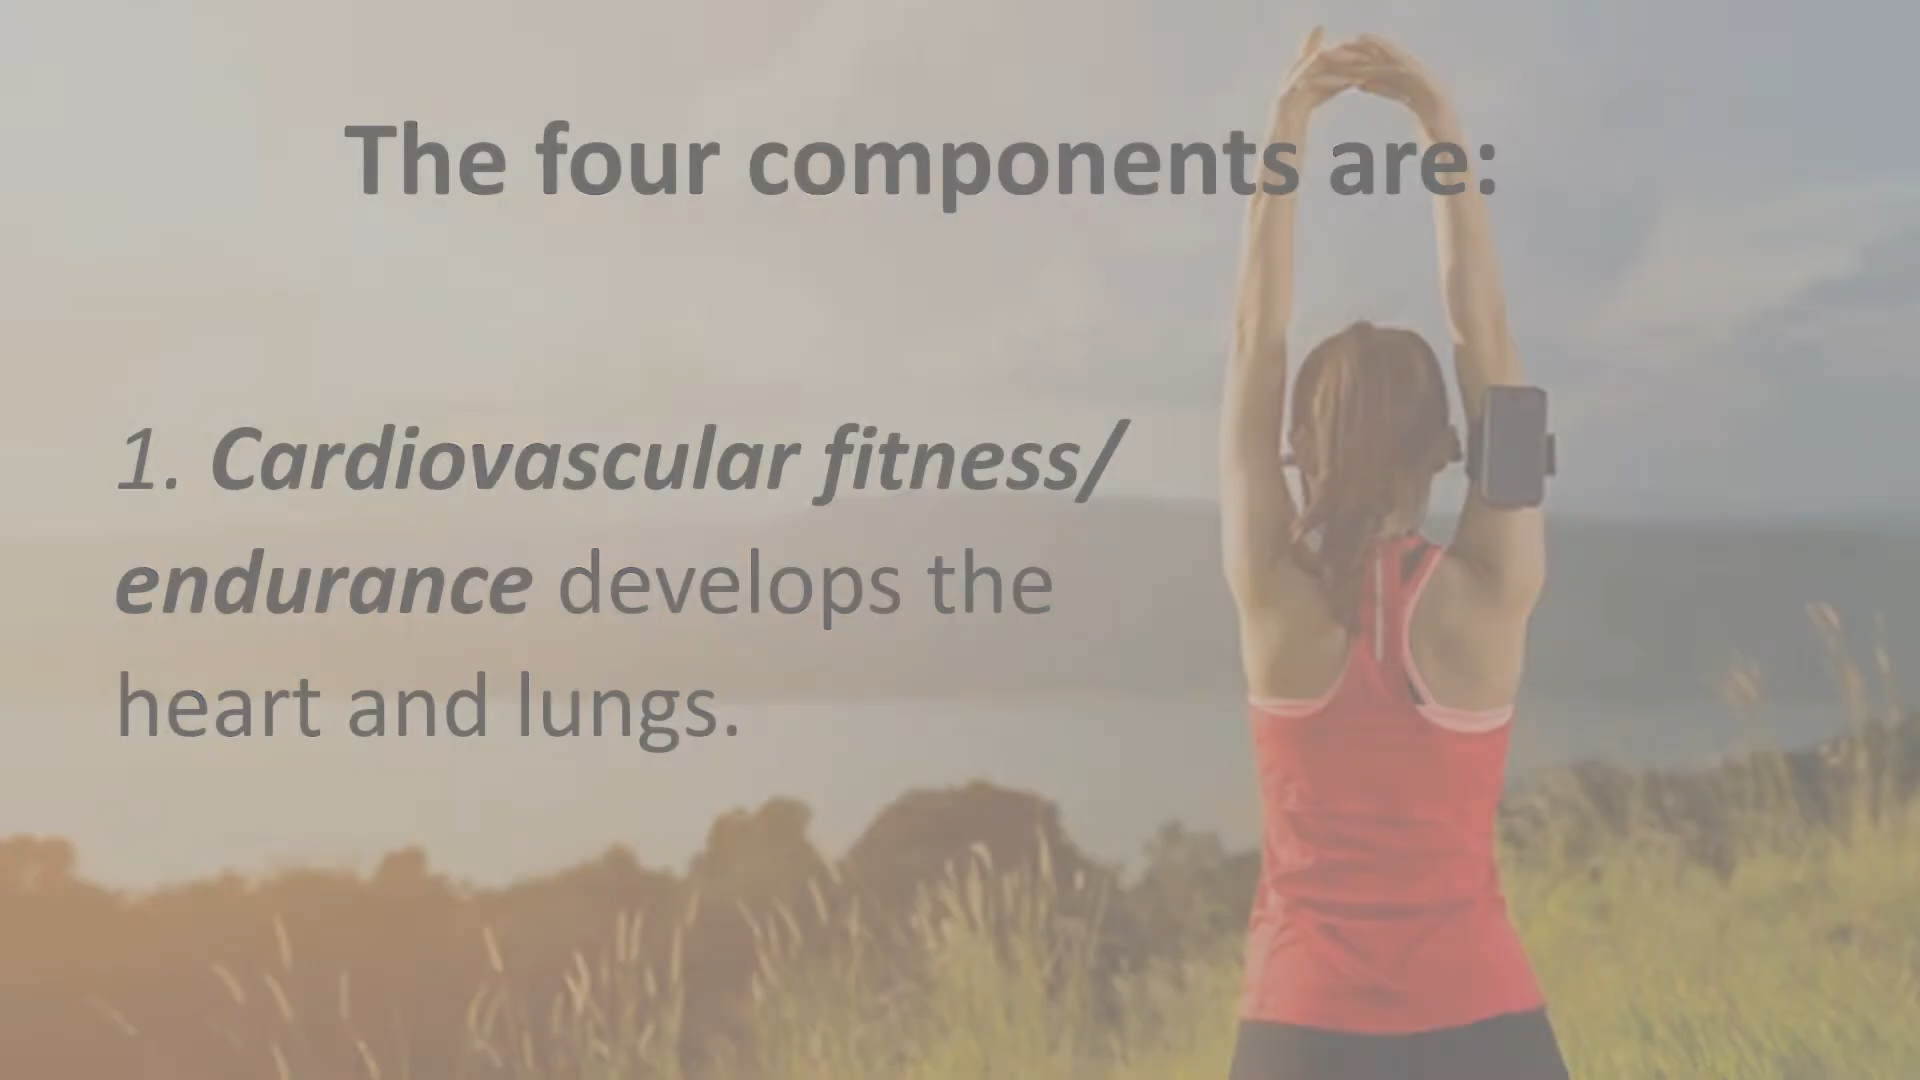 The four components are:
1. Cardiovascular fitness/
endurance develops the
heart and lungs.